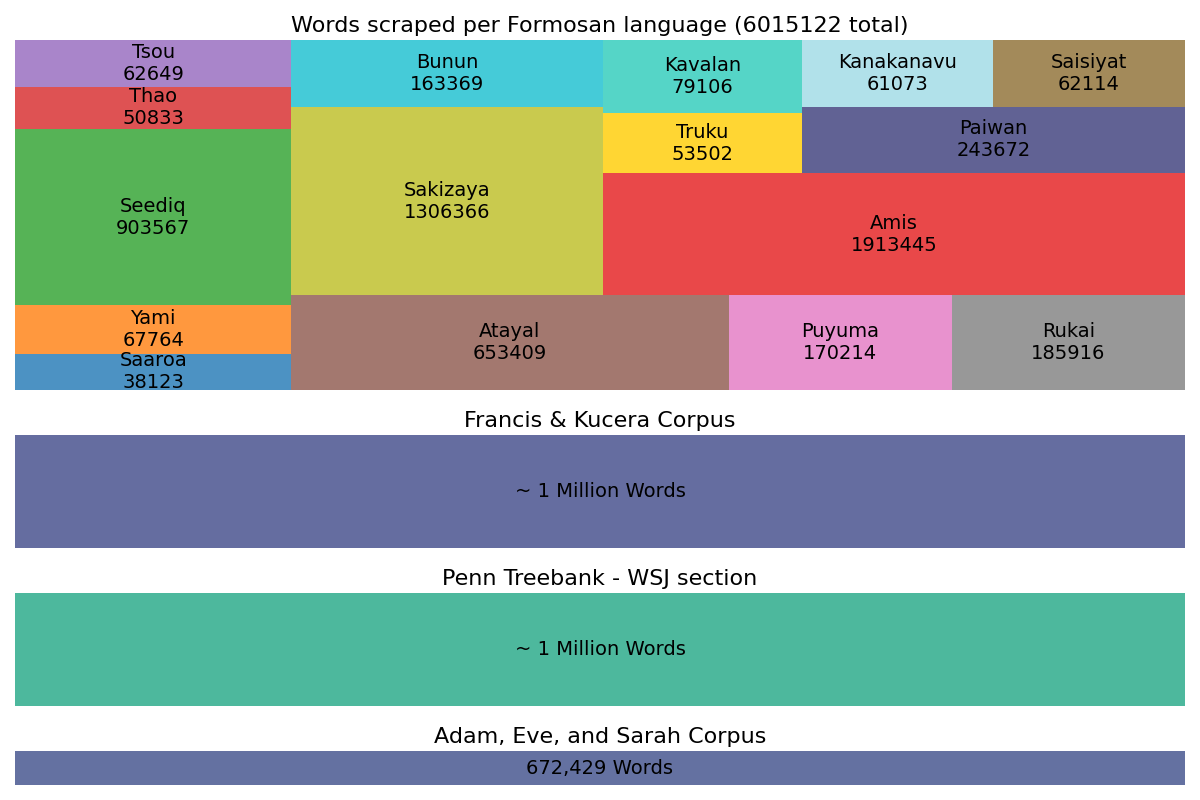 Words scraped per Formosan language (6015122 total)
Tsou
62649
Thao
50833
Seediq
903567
Yami
67764
Saaroa
38123
Bunun
163369
Sakizaya
1306366
Atayal
653409
Kavalan
79106
Truku
53502
Kanakanavu
61073
Saisiyat
62114
Paiwan
243672
Amis
1913445
Puyuma
170214
Rukai
185916
Francis & Kucera Corpus
~ 1 Million Words
Penn Treebank - WSJ section
~ 1 Million Words
Adam, Eve, and Sarah Corpus
672,429 Words